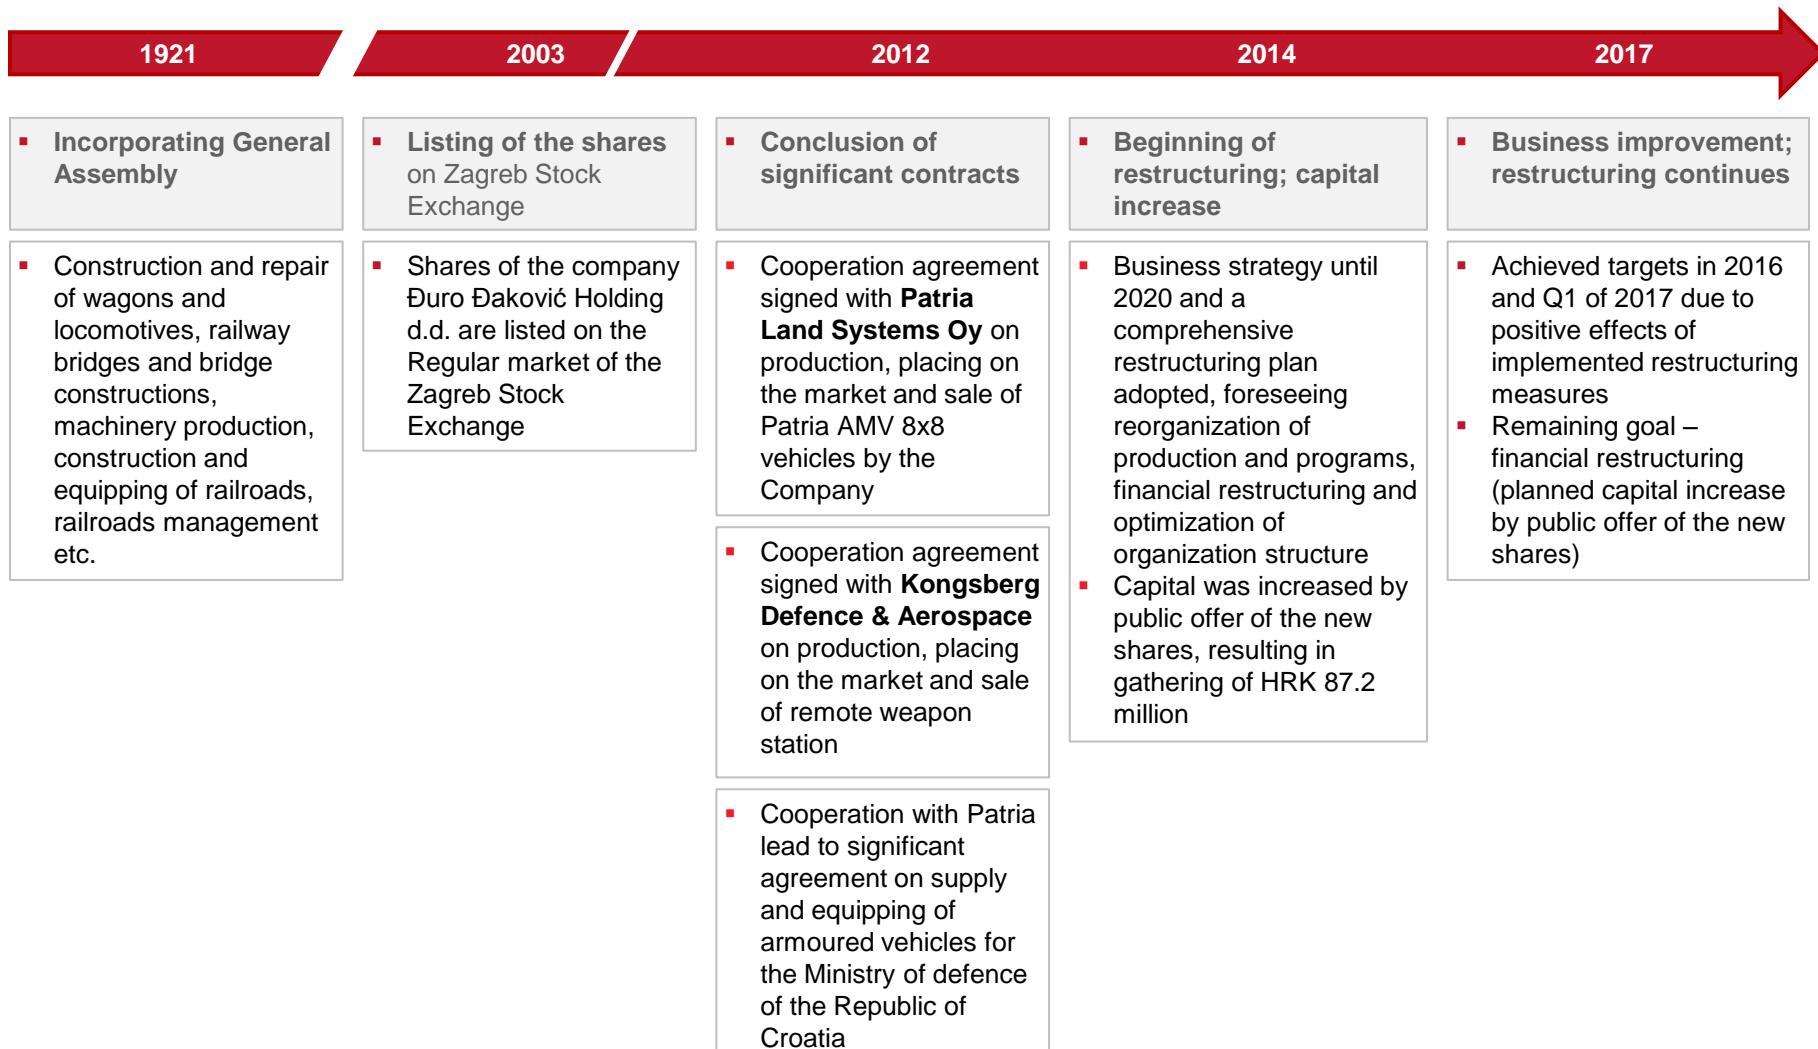 1921
2003
2012
2014
2017
Incorporating General
Assembly
Listing of the shares
on Zagreb Stock
Exchange
Conclusion of
significant contracts
Beginning of
restructuring; capital
increase
Business improvement;
restructuring continues
Construction and repair
of wagons and
locomotives, railway
bridges and bridge
constructions,
machinery production,
construction and
equipping of railroads,
railroads management
etc.
Shares of the company
Đuro Đaković Holding
d.d. are listed on the
Regular market of the
Zagreb Stock
Exchange
Cooperation agreement
signed with Patria
Land Systems Oy on
production, placing on
the market and sale of
Patria AMV 8x8
vehicles by the
Company
Cooperation agreement
signed with Kongsberg
Defence & Aerospace
on production, placing
on the market and sale
of remote weapon
station
Cooperation with Patria
lead to significant
agreement on supply
and equipping of
armoured vehicles for
the Ministry of defence
of the Republic of
Croatia
Business strategy until
2020 and a
comprehensive
restructuring plan
adopted, foreseeing
reorganization of
production and programs,
financial restructuring and
optimization of
organization structure
Capital was increased by
public offer of the new
shares, resulting in
gathering of HRK 87.2
million
Achieved targets in 2016
and Q1 of 2017 due to
positive effects of
implemented restructuring
measures
Remaining goal –
financial restructuring
(planned capital increase
by public offer of the new
shares)